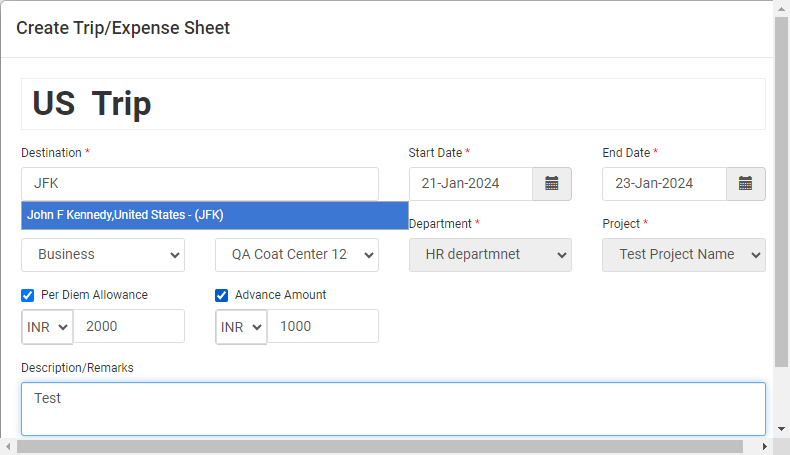 Create Trip/Expense Sheet
US Trip
Destination * Start Date * End Date *
JFK 21-Jan-2024 23-Jan-2024
John F Kennedy,United States - (JFK)
Department * Project *
Business QA Coat Center 12 HR departmnet Test Project Name
Per Diem Allowance Advance Amount
INR 2000 INR 1000
Description/Remarks
Test